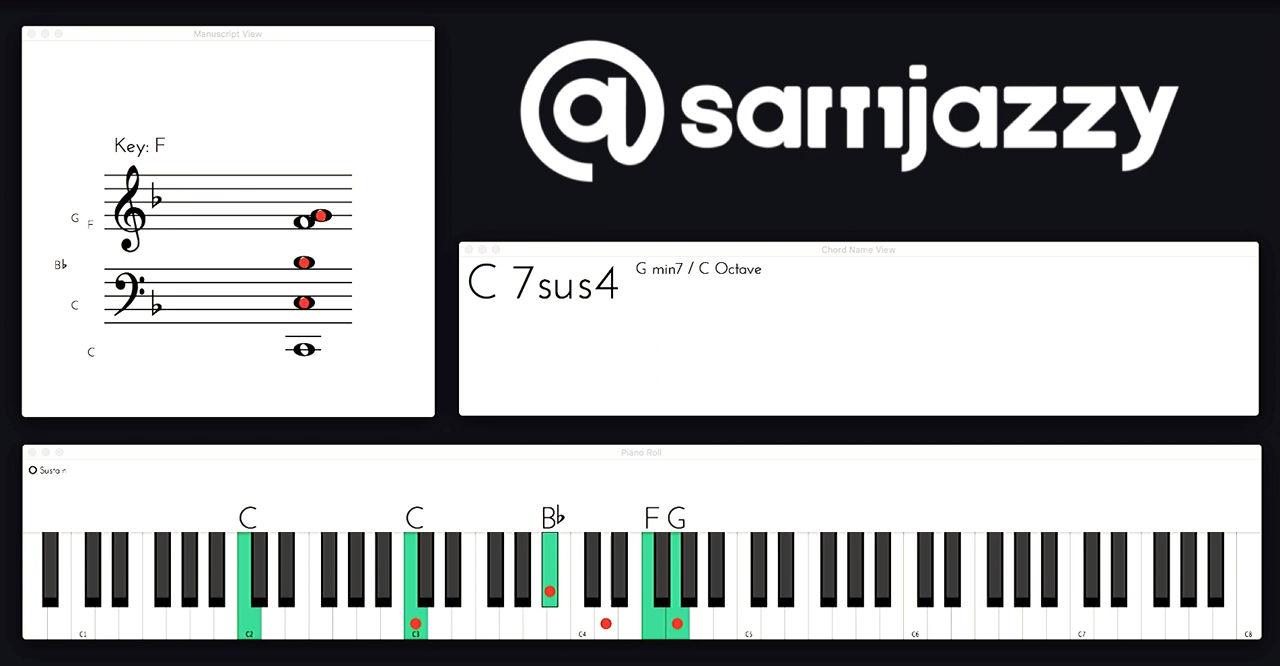 Manuscript View
@samjazzy
Key: F
G
F
B♭
C
C
Chord Name View
C 7sus4
G min7 / C Octave
Piano Roll
Sustain
C C B♭ F G
C1 C2 C3 C4 C5 C6 C7 C8